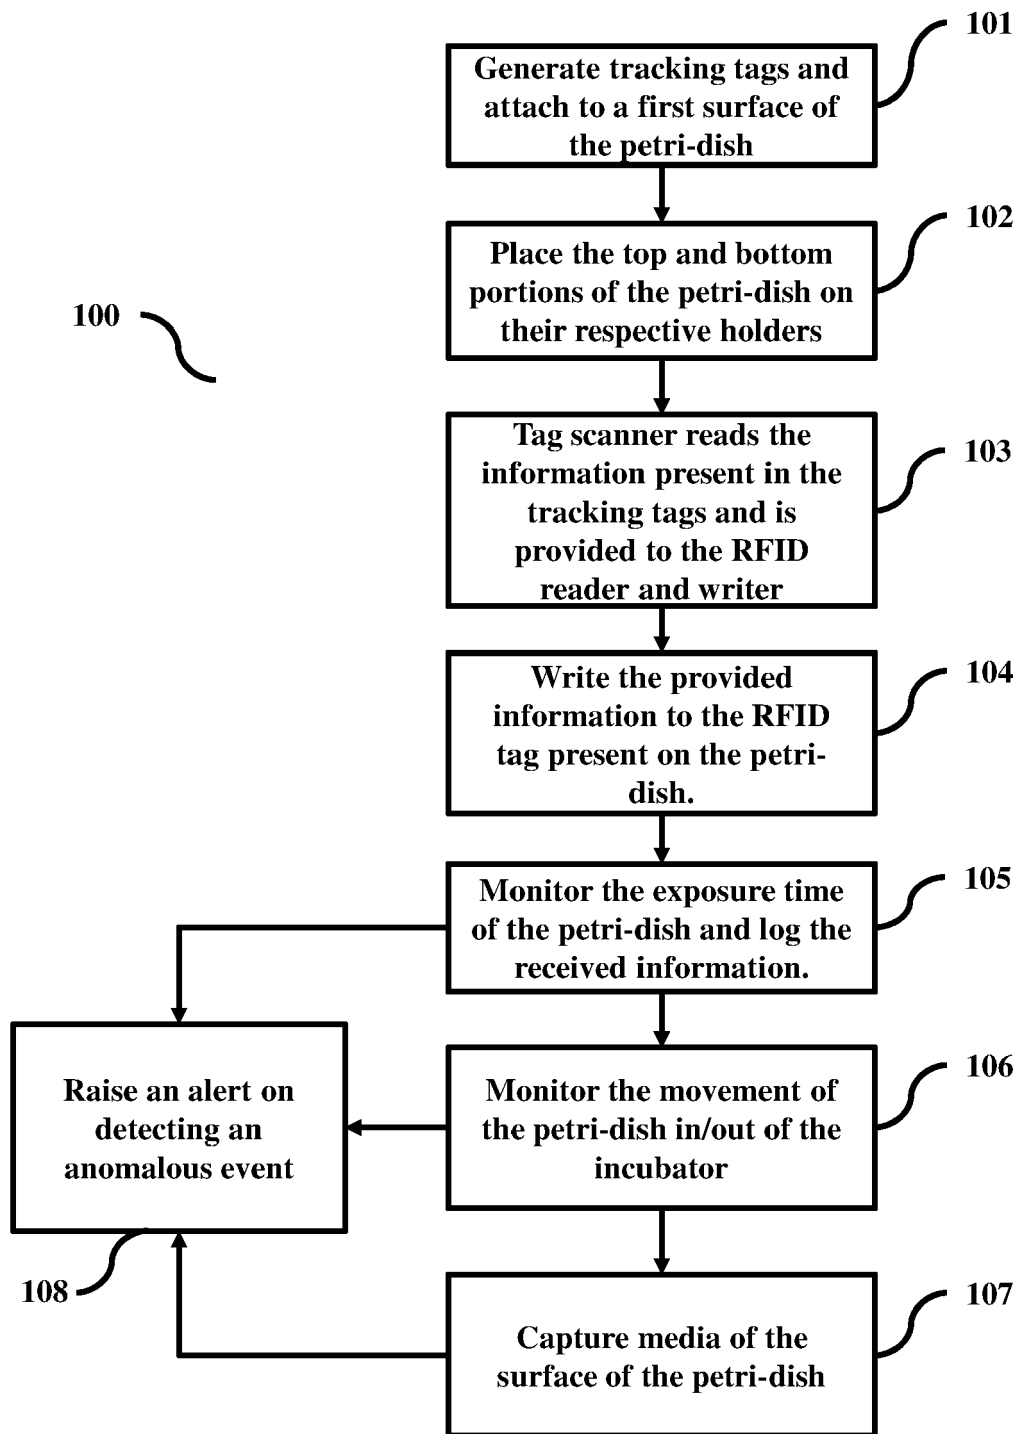 101
Generate tracking tags and
attach to a first surface of
the petri-dish
102
Place the top and bottom
portions of the petri-dish on
their respective holders
100
103
Tag scanner reads the
information present in the
tracking tags and is
provided to the RFID
reader and writer
104
Write the provided
information to the RFID
tag present on the petri-
dish.
105
Monitor the exposure time
of the petri-dish and log the
received information.
106
Monitor the movement of
the petri-dish in/out of the
incubator
Raise an alert on
detecting an
anomalous event
108
107
Capture media of the
surface of the petri-dish